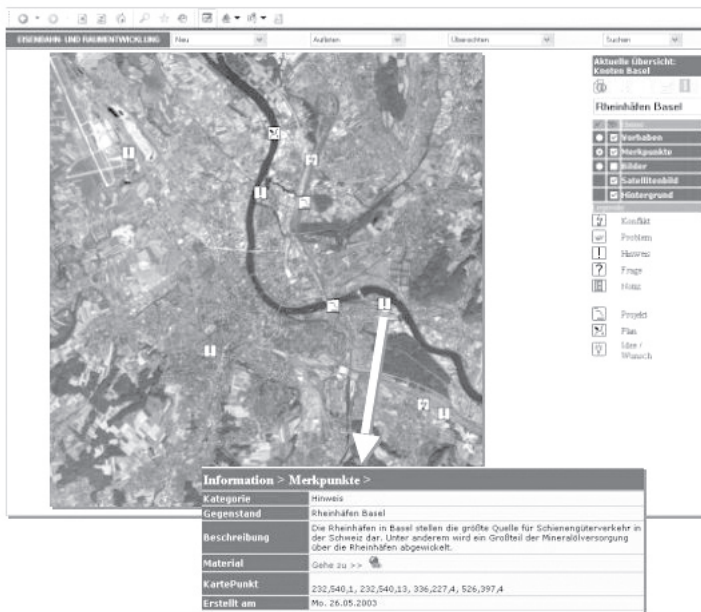 EISENBAHN- UND RAUMENTWICKLUNG Neu Auflisten Übersichten Suchen
Aktuelle Übersicht:
Knoten Basel
Rheinhäfen Basel
Vorhaben
Merkpunkte
Bilder
Satellitenbild
Hintergrund
Konflikt
Problem
Hinweis
Frage
Notiz
Projekt
Plan
Idee /
Wunsch
Information > Merkpunkte >
Kategorie Hinweis
Gegenstand Rheinhäfen Basel
Beschreibung Die Rheinhäfen in Basel stellen die größte Quelle für Schienengüterverkehr in
der Schweiz dar. Unter anderem wird ein Großteil der Mineralölversorgung
über die Rheinhäfen abgewickelt.
Material Gehe zu >>
KartePunkt 232,540,1, 232,540,13, 336,227,4, 526,397,4
Erstellt am Mo. 26.05.2003